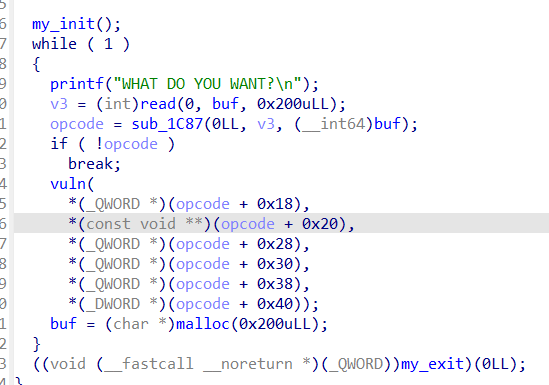 5
6 my_init();
7 while ( 1 )
8 {
9 printf("WHAT DO YOU WANT?\n");
0 v3 = (int)read(0, buf, 0x200uLL);
1 opcode = sub_1C87(0LL, v3, (__int64)buf);
2 if ( !opcode )
3 break;
4 vuln(
5 *(_QWORD *)(opcode + 0x18),
6 *(const void **)(opcode + 0x20),
7 *(_QWORD *)(opcode + 0x28),
8 *(_QWORD *)(opcode + 0x30),
9 *(_QWORD *)(opcode + 0x38),
0 *(_DWORD *)(opcode + 0x40));
1 buf = (char *)malloc(0x200uLL);
2 }
3 ((void (__fastcall __noreturn *)(_QWORD))my_exit)(0LL);
4 }